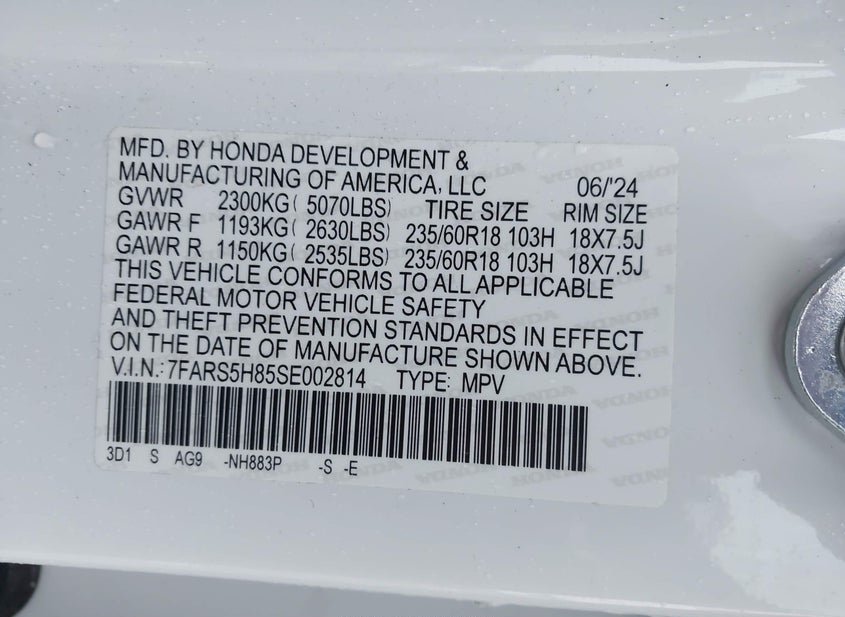 MFD. BY HONDA DEVELOPMENT &
MANUFACTURING OF AMERICA, LLC 06/'24
GVWR 2300KG( 5070LBS) TIRE SIZE RIM SIZE
GAWR F 1193KG( 2630LBS) 235/60R18 103H 18X7.5J
GAWR R 1150KG( 2535LBS) 235/60R18 103H 18X7.5J
THIS VEHICLE CONFORMS TO ALL APPLICABLE
FEDERAL MOTOR VEHICLE SAFETY
AND THEFT PREVENTION STANDARDS IN EFFECT
ON THE DATE OF MANUFACTURE SHOWN ABOVE.
V.I.N.: 7FARS5H85SE002814 TYPE: MPV
3D1 S AG9 -NH883P -S -E